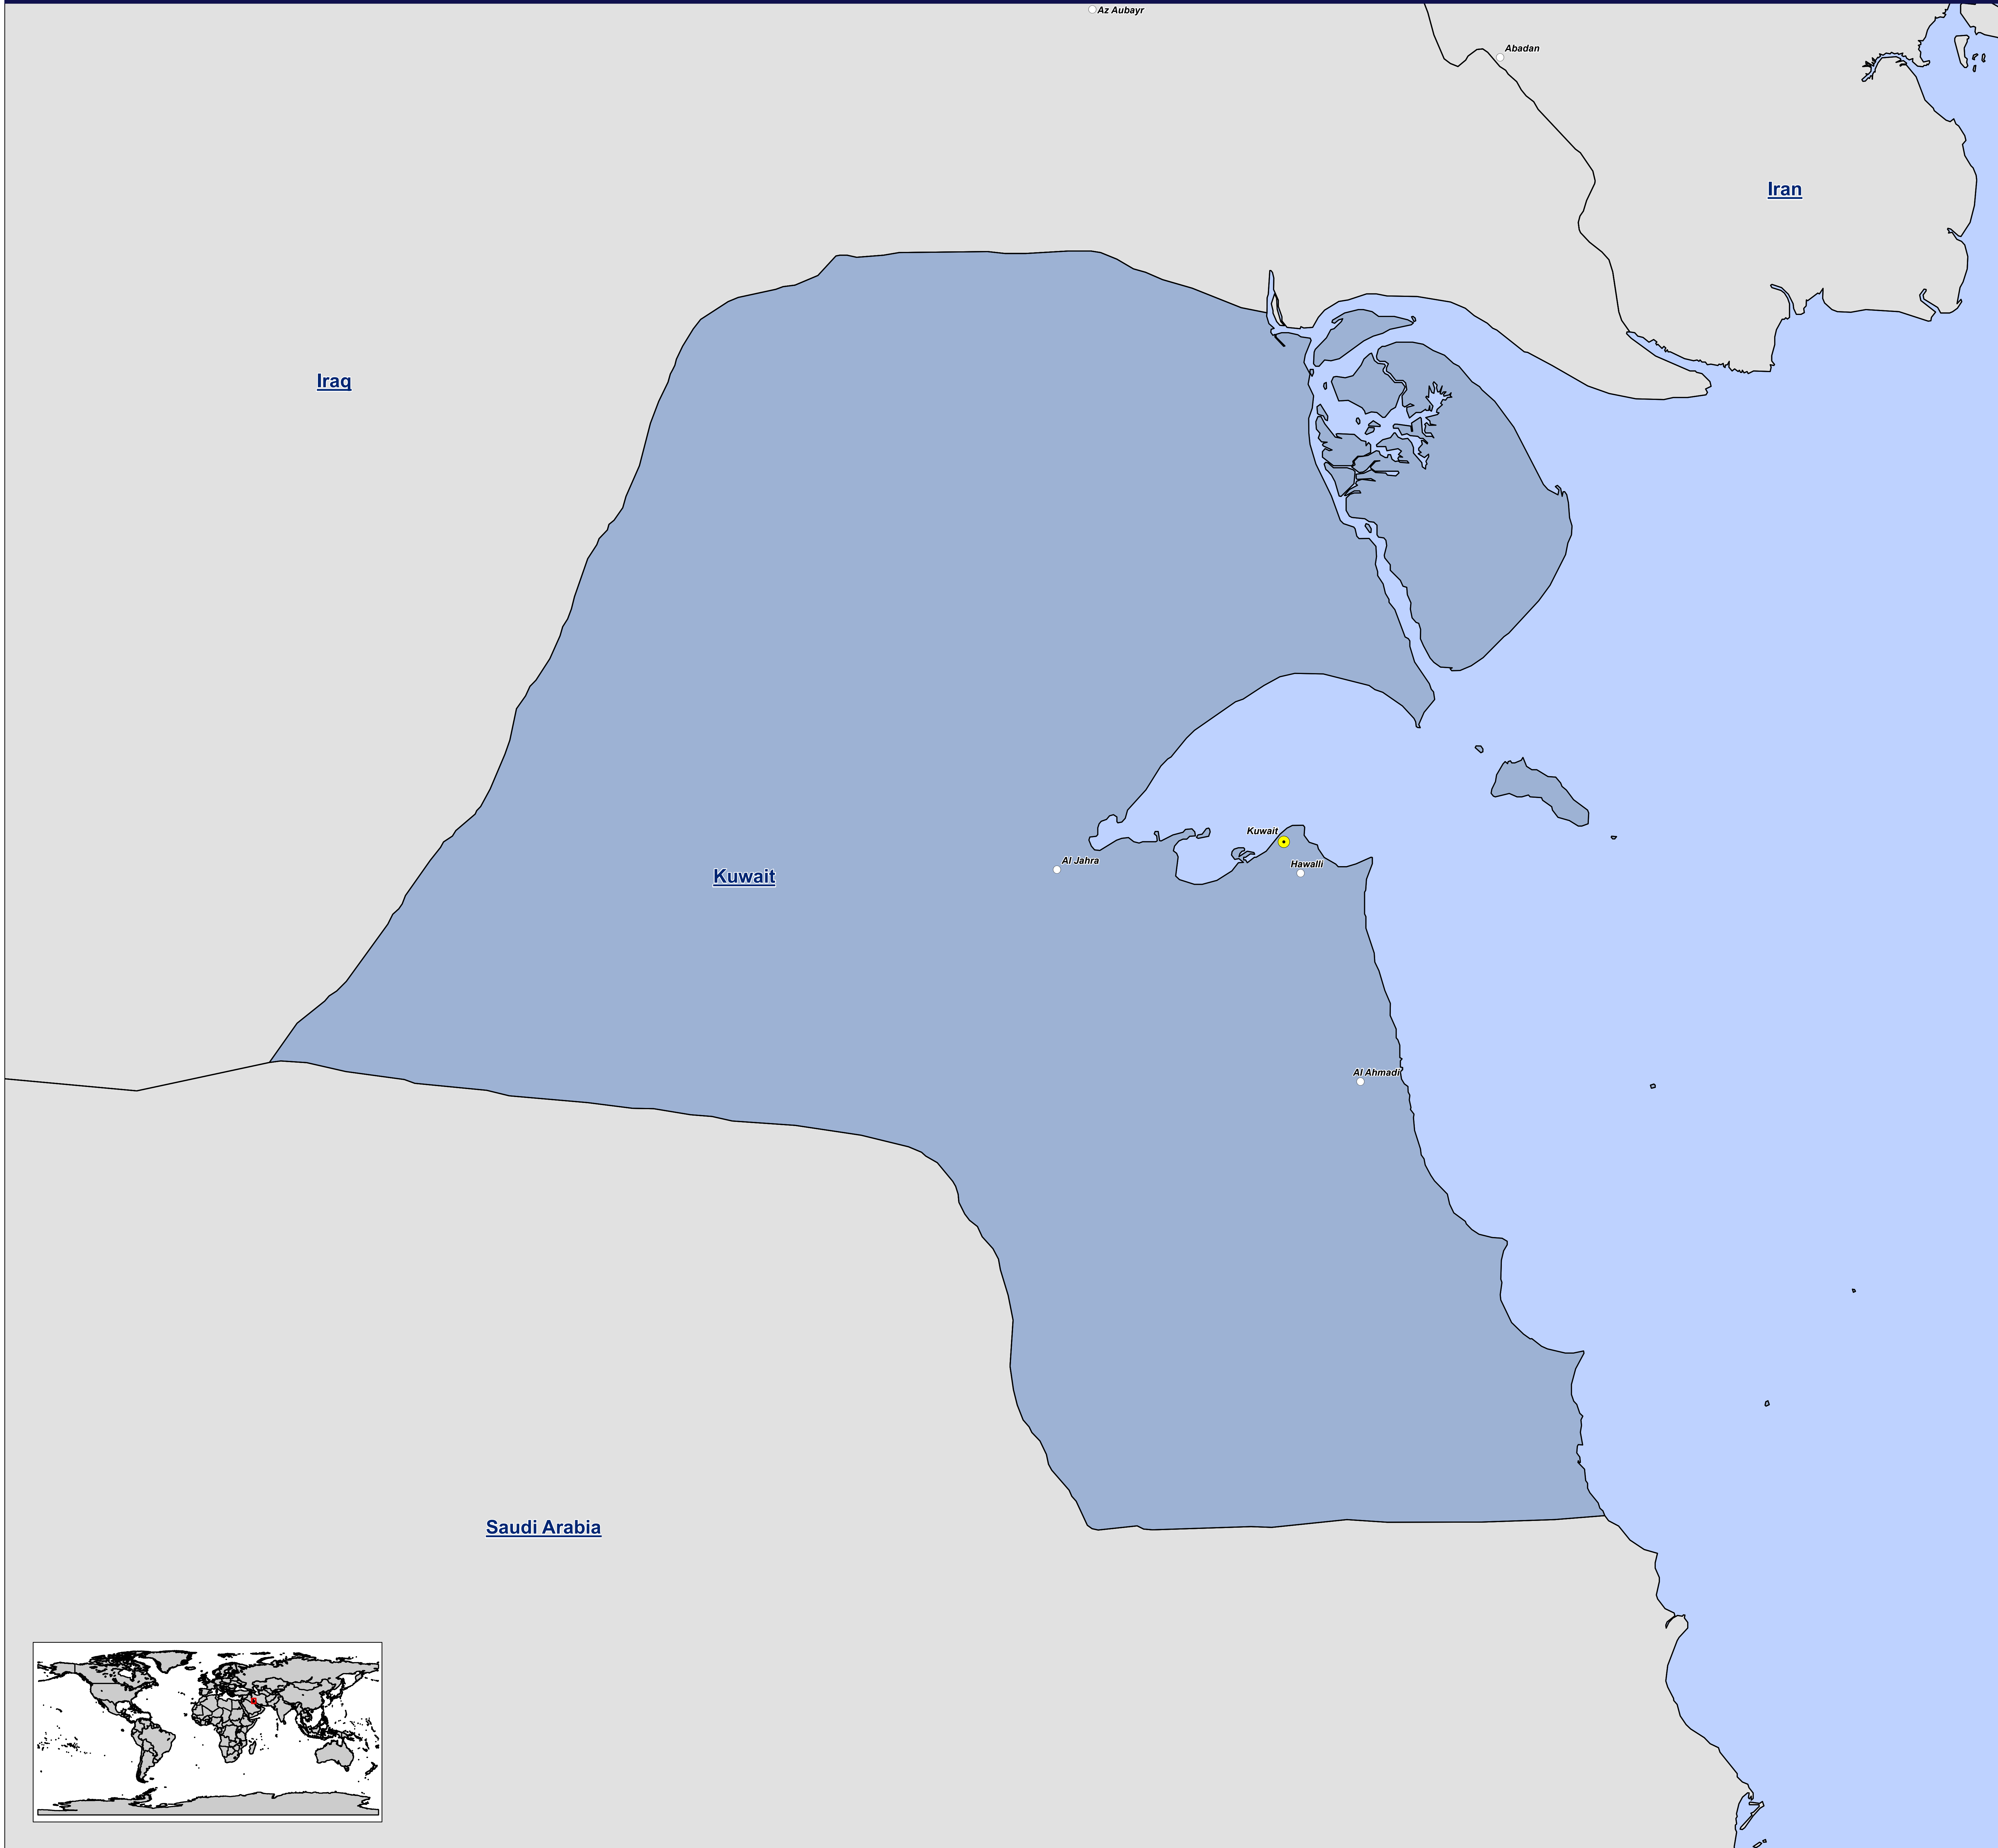 Az Aubayr
Abadan
Iran
Iraq
Kuwait
Al Jahra
Hawalli
Kuwait
Al Ahmadi
Saudi Arabia